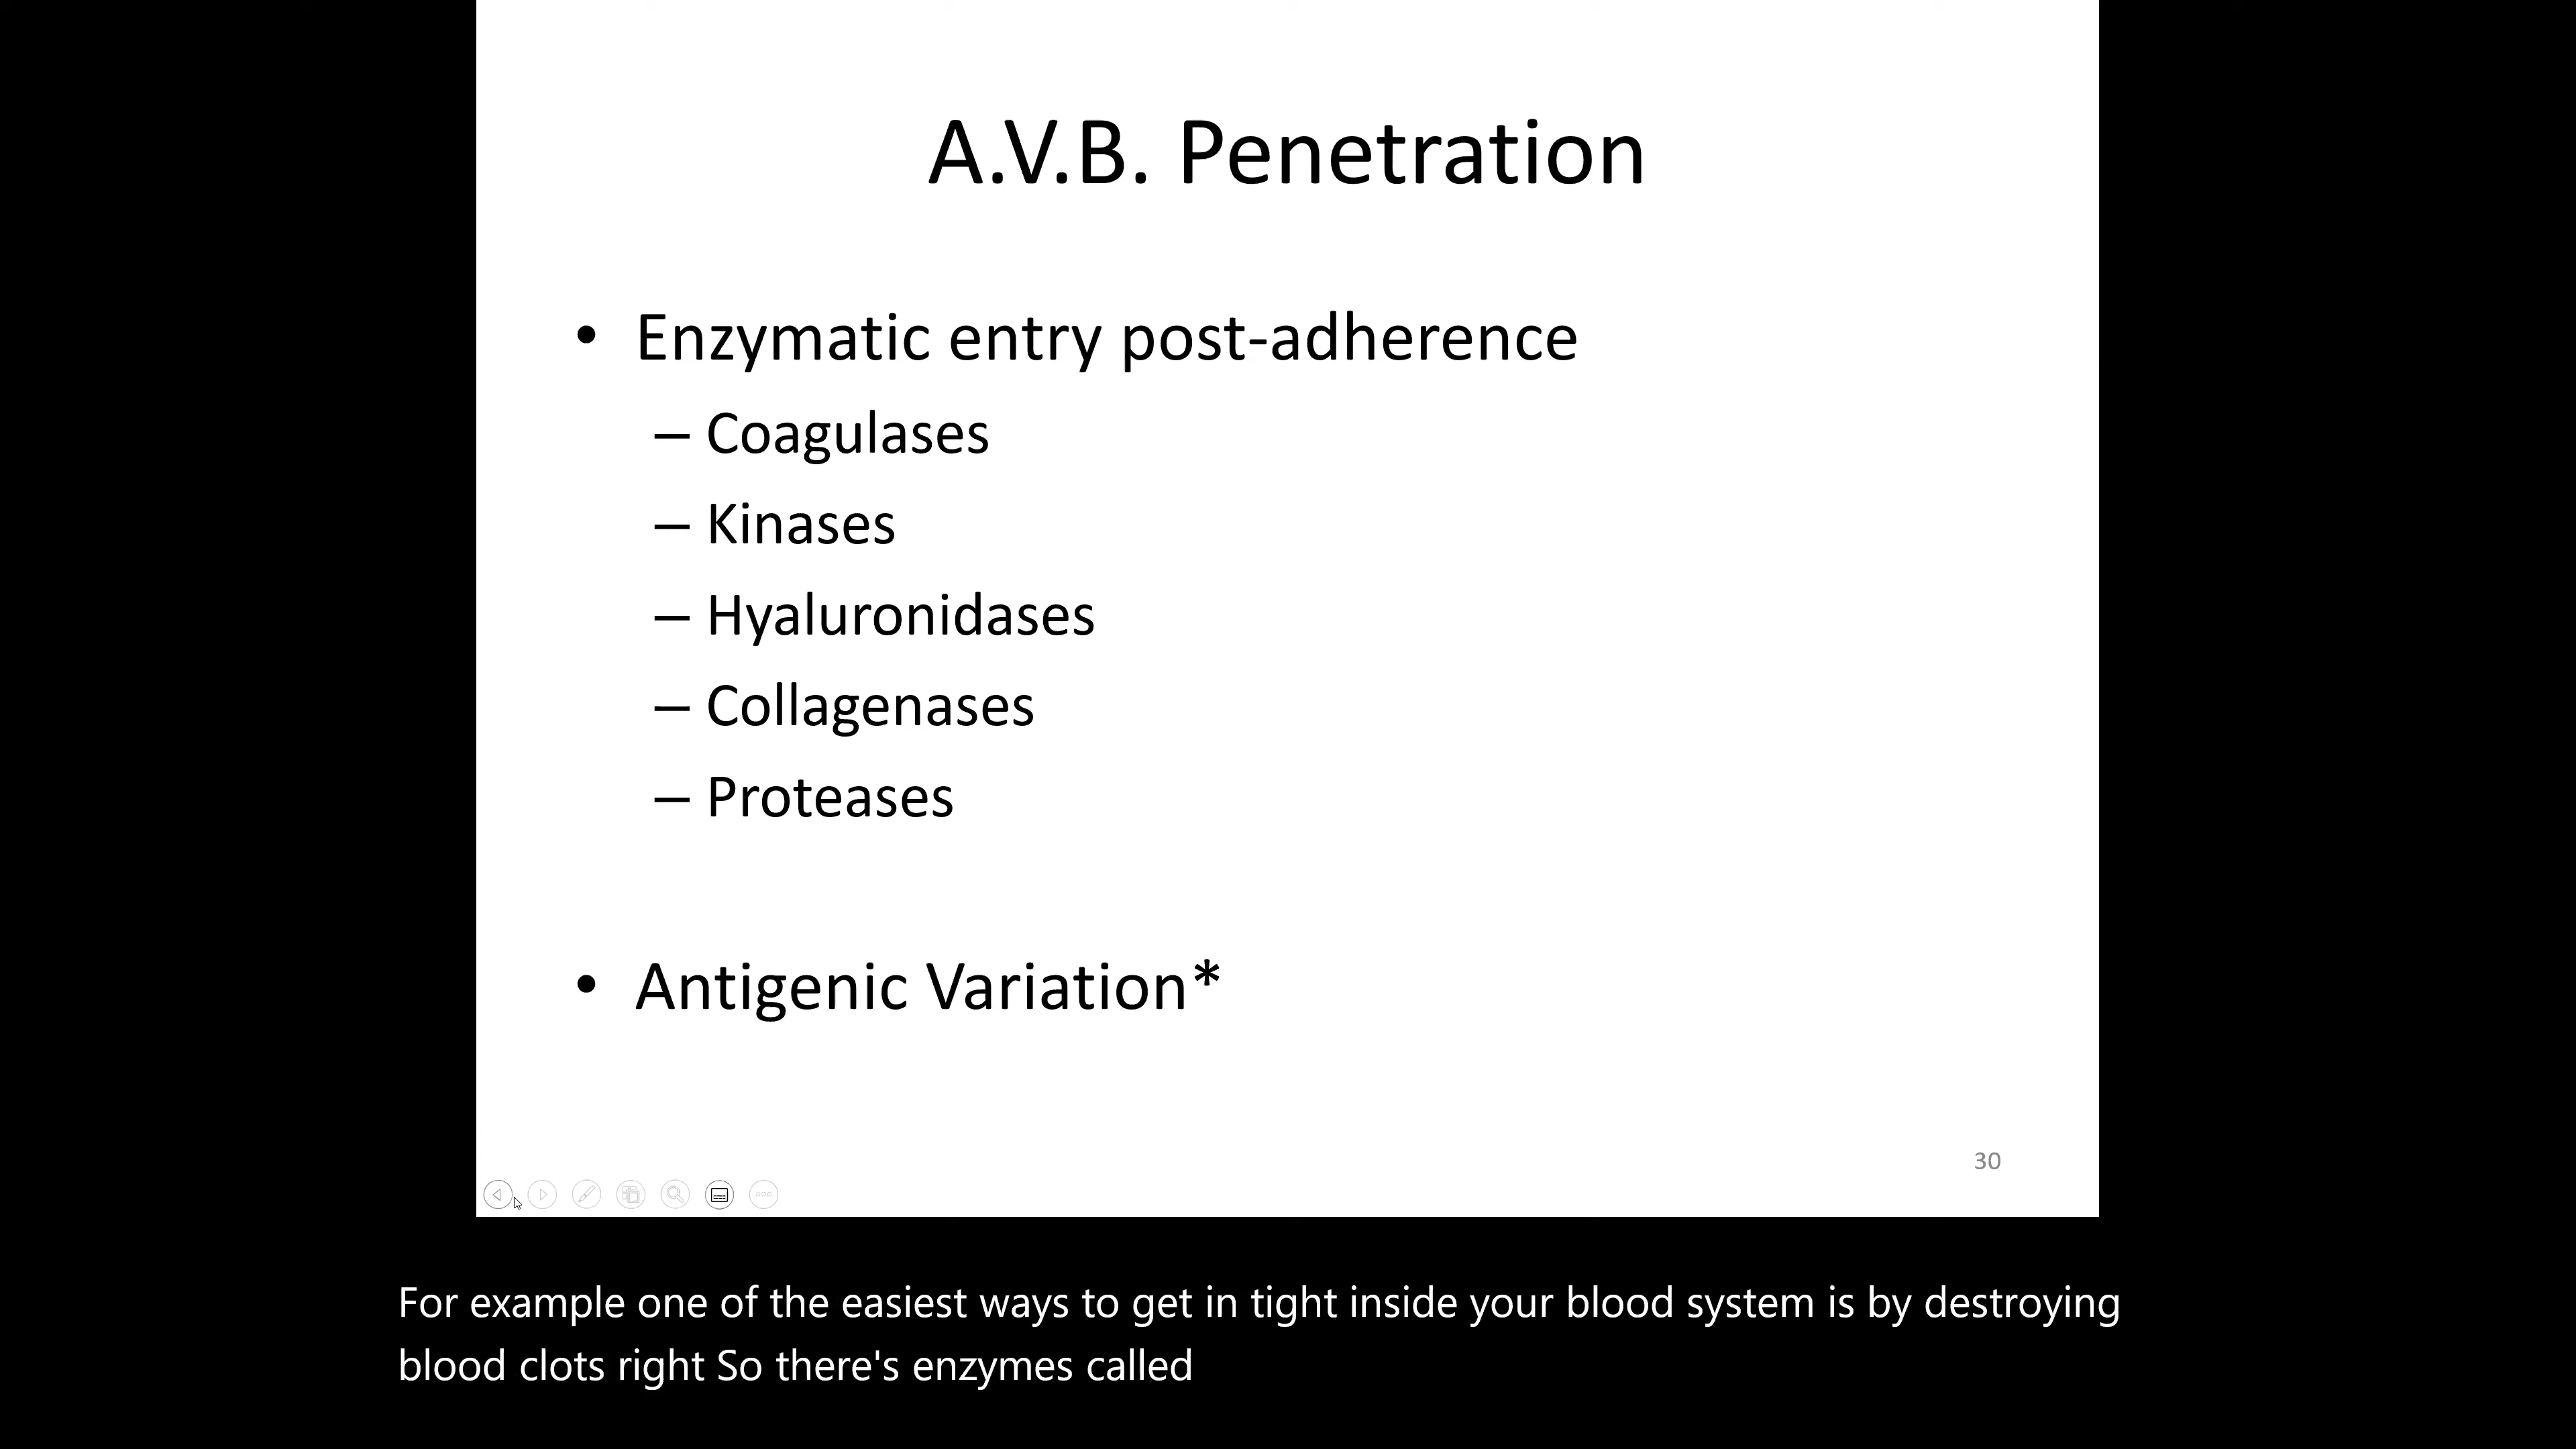 A.V.B. Penetration
• Enzymatic entry post-adherence
– Coagulases
– Kinases
– Hyaluronidases
– Collagenases
– Proteases
• Antigenic Variation*
30
For example one of the easiest ways to get in tight inside your blood system is by destroying
blood clots right So there's enzymes called